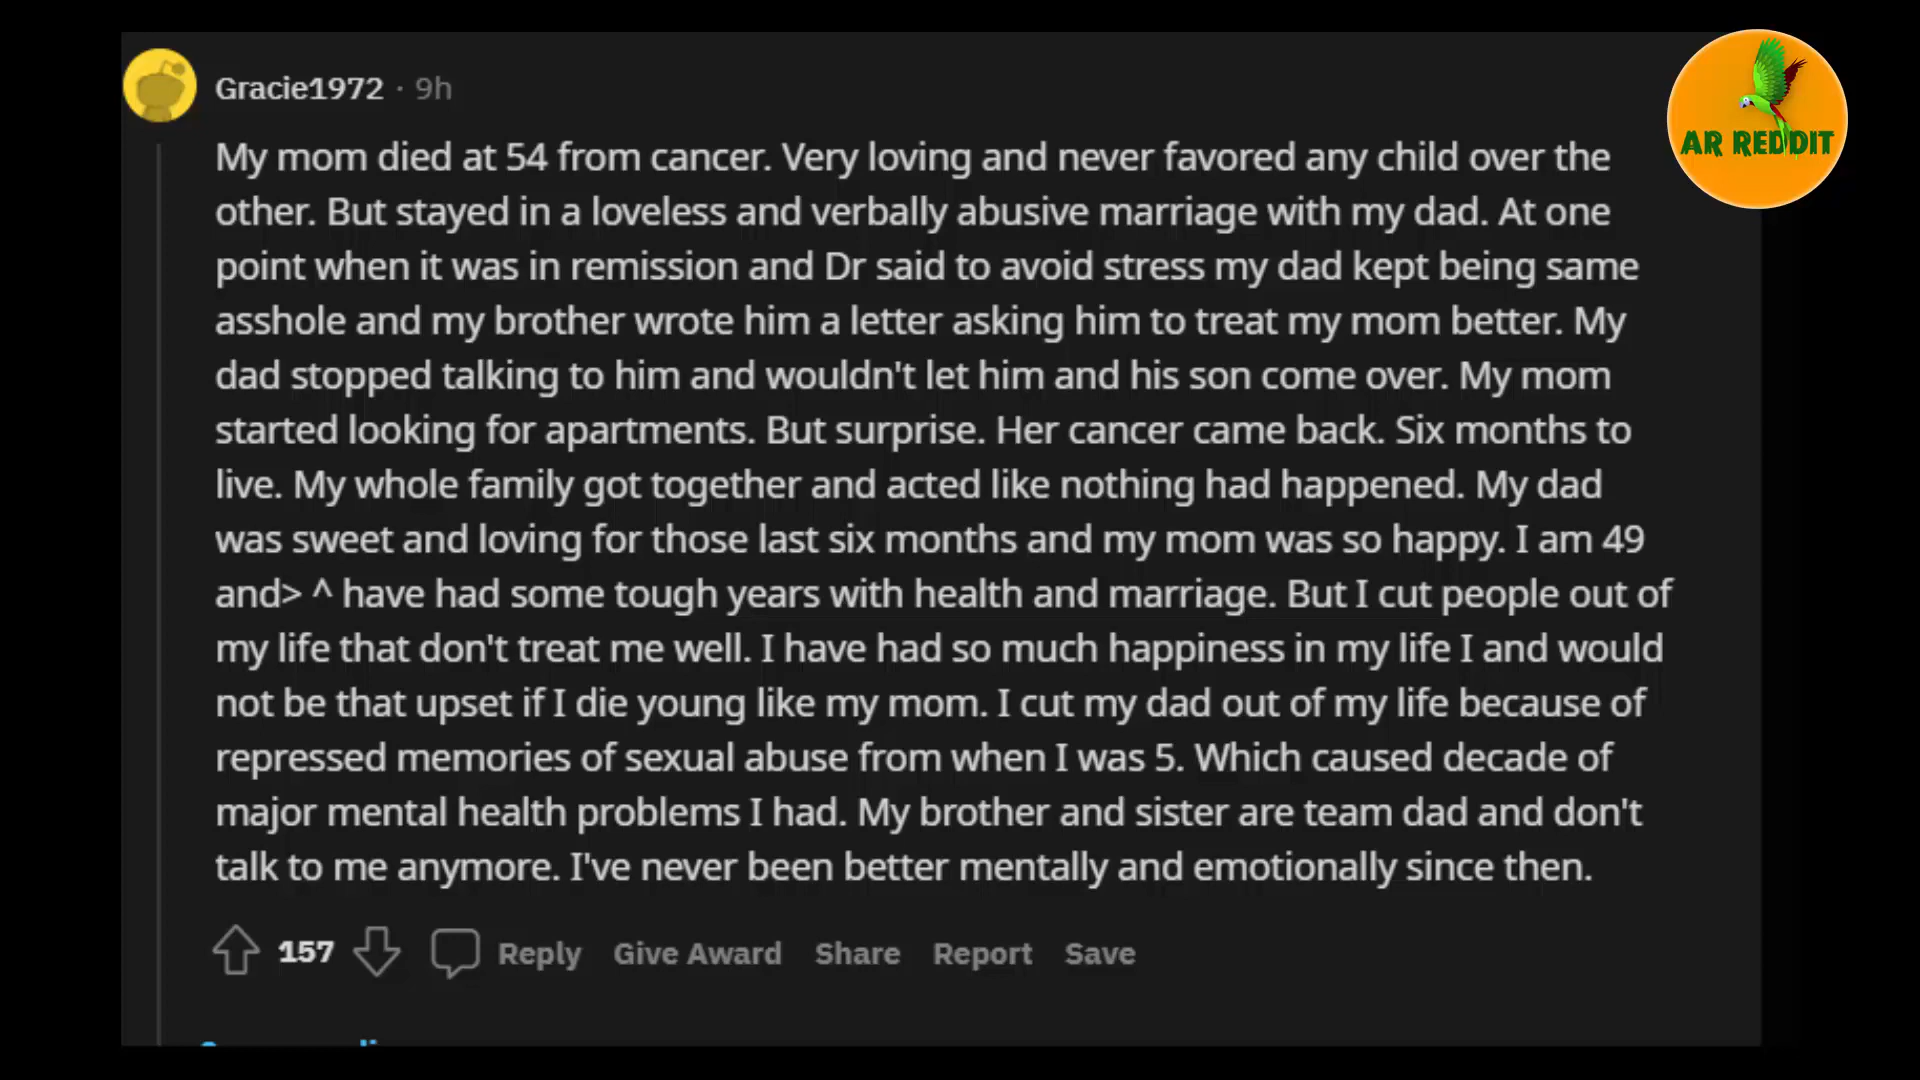 Gracie1972 · 9h
AR REDDIT
My mom died at 54 from cancer. Very loving and never favored any child over the
other. But stayed in a loveless and verbally abusive marriage with my dad. At one
point when it was in remission and Dr said to avoid stress my dad kept being same
asshole and my brother wrote him a letter asking him to treat my mom better. My
dad stopped talking to him and wouldn't let him and his son come over. My mom
started looking for apartments. But surprise. Her cancer came back. Six months to
live. My whole family got together and acted like nothing had happened. My dad
was sweet and loving for those last six months and my mom was so happy. I am 49
and> ^ have had some tough years with health and marriage. But I cut people out of
my life that don't treat me well. I have had so much happiness in my life I and would
not be that upset if I die young like my mom. I cut my dad out of my life because of
repressed memories of sexual abuse from when I was 5. Which caused decade of
major mental health problems I had. My brother and sister are team dad and don't
talk to me anymore. I've never been better mentally and emotionally since then.
157 Reply Give Award Share Report Save